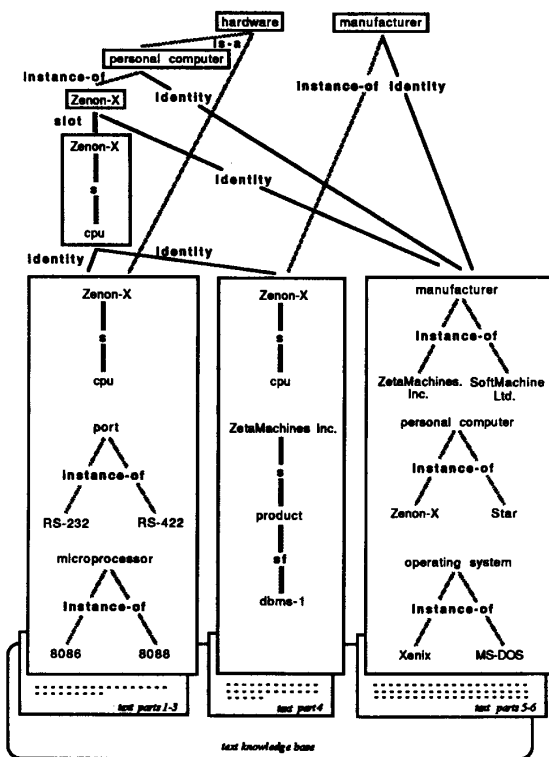 hardware
manufacturer
is-a
personal computer
instance-of
Identity
Instance-of Identity
Zenon-X
slot
Zenon-X
s
cpu
Identity
Identity
Identity
Zenon-X
s
cpu
port
instance-of
RS-232 RS-422
microprocessor
Instance-of
8086 8088
text parts 1-3
Zenon-X
s
cpu
ZetaMachines Inc.
s
product
sf
dbms-1
text part 4
manufacturer
Instance-of
ZetaMachines. SoftMachine
Inc. Ltd.
personal computer
Instance-of
Zenon-X Star
operating system
Instance-of
Xenix MS-DOS
text parts 5-6
text knowledge base